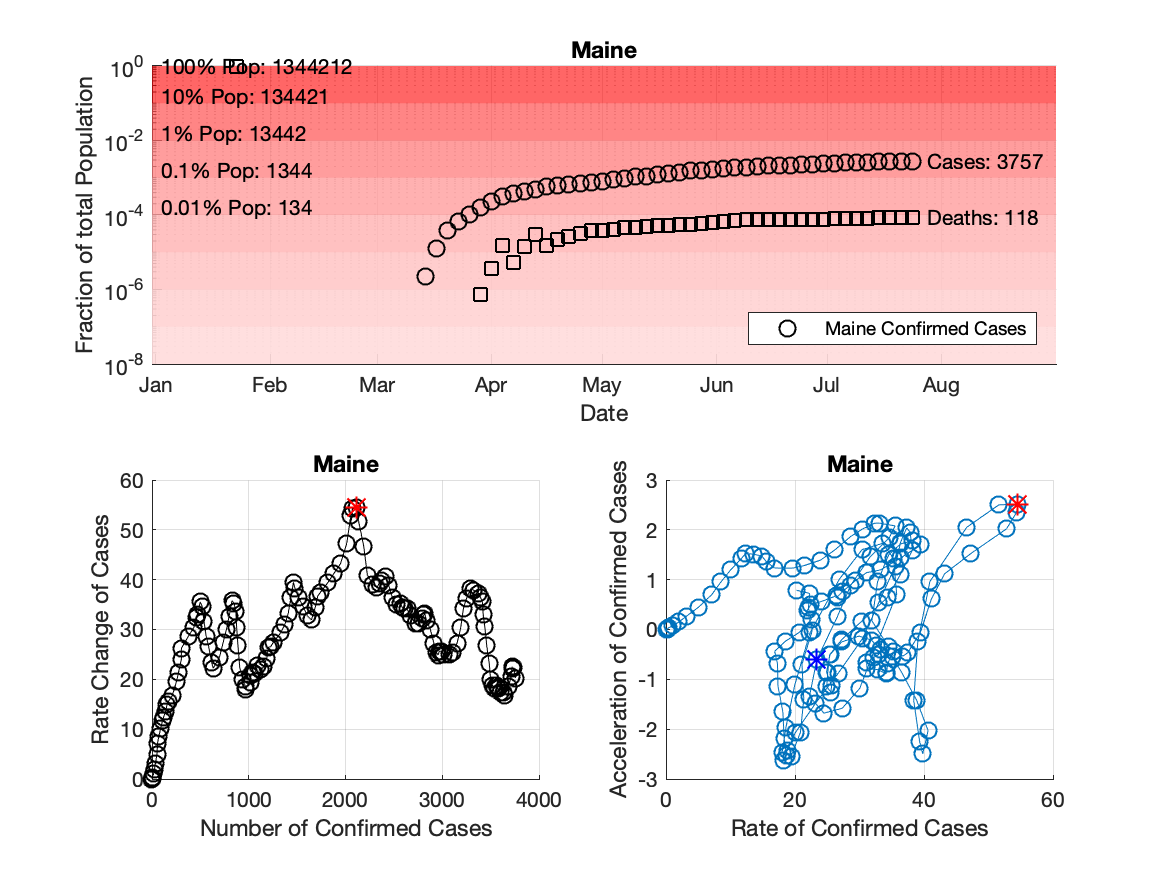 Maine
Fraction of total Population
10^0
10^-2
10^-4
10^-6
10^-8
100% Pop: 1344212
10% Pop: 134421
1% Pop: 13442
0.1% Pop: 1344
0.01% Pop: 134
Cases: 3757
Deaths: 118
Maine Confirmed Cases
Jan Feb Mar Apr May Jun Jul Aug
Date
Maine
Rate Change of Cases
60
50
40
30
20
10
0
0 1000 2000 3000 4000
Number of Confirmed Cases
Maine
Acceleration of Confirmed Cases
3
2
1
0
-1
-2
-3
0 20 40 60
Rate of Confirmed Cases